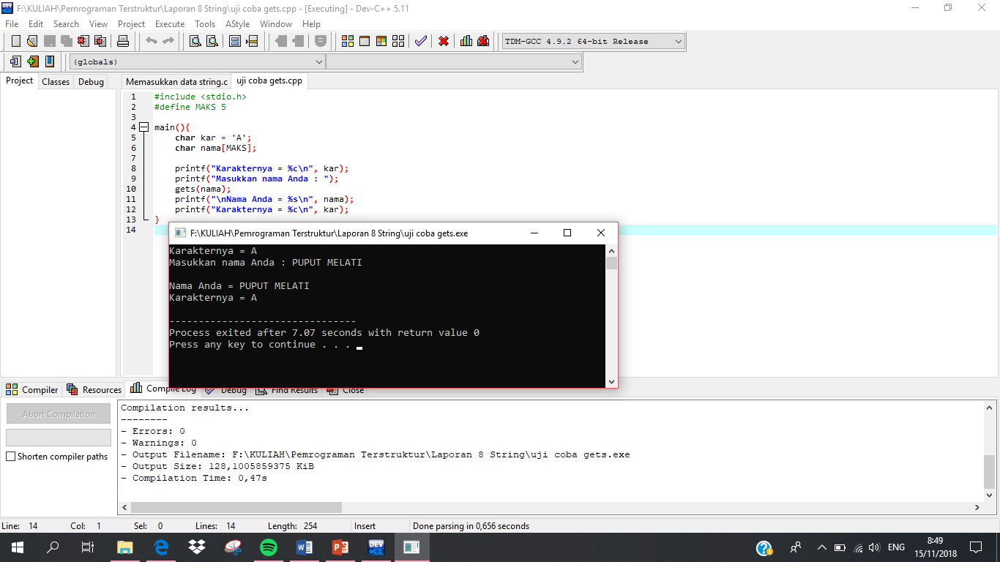 F:\KULIAH\Pemrograman Terstruktur\Laporan 8 String\uji coba gets.cpp - [Executing] - Dev-C++ 5.11
File Edit Search View Project Execute Tools AStyle Window Help
TDM-GCC 4.9.2 64-bit Release
(globals)
Project Classes Debug Memasukkan data string.c uji coba gets.cpp
1 #include <stdio.h>
2 #define MAKS 5
3
4 main(){
5 char kar = 'A';
6 char nama[MAKS];
7
8 printf("Karakternya = %c\n", kar);
9 printf("Masukkan nama Anda : ");
10 gets(nama);
11 printf("\nNama Anda = %s\n", nama);
12 printf("Karakternya = %c\n", kar);
13 }
14
F:\KULIAH\Pemrograman Terstruktur\Laporan 8 String\uji coba gets.exe
Karakternya = A
Masukkan nama Anda : PUPUT MELATI
Nama Anda = PUPUT MELATI
Karakternya = A
--------------------------------
Process exited after 7.07 seconds with return value 0
Press any key to continue . . .
Compiler Resources Compile Log Debug Find Results Close
Abort Compilation
Shorten compiler paths
Compilation results...
--------
- Errors: 0
- Warnings: 0
- Output Filename: F:\KULIAH\Pemrograman Terstruktur\Laporan 8 String\uji coba gets.exe
- Output Size: 128,1005859375 KiB
- Compilation Time: 0,47s
Line: 14 Col: 1 Sel: 0 Lines: 14 Length: 254 Insert Done parsing in 0,656 seconds
DEV
ENG
8:49
15/11/2018